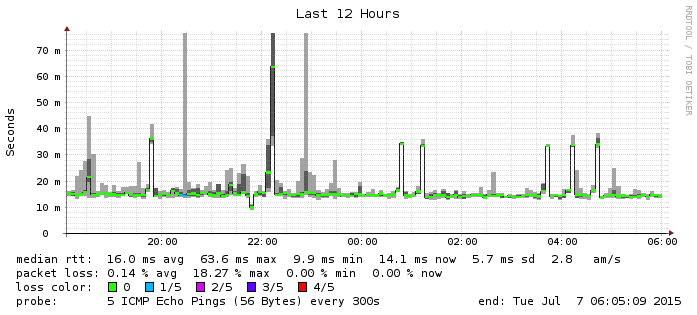 Last 12 Hours
RRDTOOL / TOBI OETIKER
Seconds
70 m
60 m
50 m
40 m
30 m
20 m
10 m
0
20:00 22:00 00:00 02:00 04:00 06:00
median rtt: 16.0 ms avg 63.6 ms max 9.9 ms min 14.1 ms now 5.7 ms sd 2.8 am/s
packet loss: 0.14 % avg 18.27 % max 0.00 % min 0.00 % now
loss color: 0 1/5 2/5 3/5 4/5
probe: 5 ICMP Echo Pings (56 Bytes) every 300s end: Tue Jul 7 06:05:09 2015